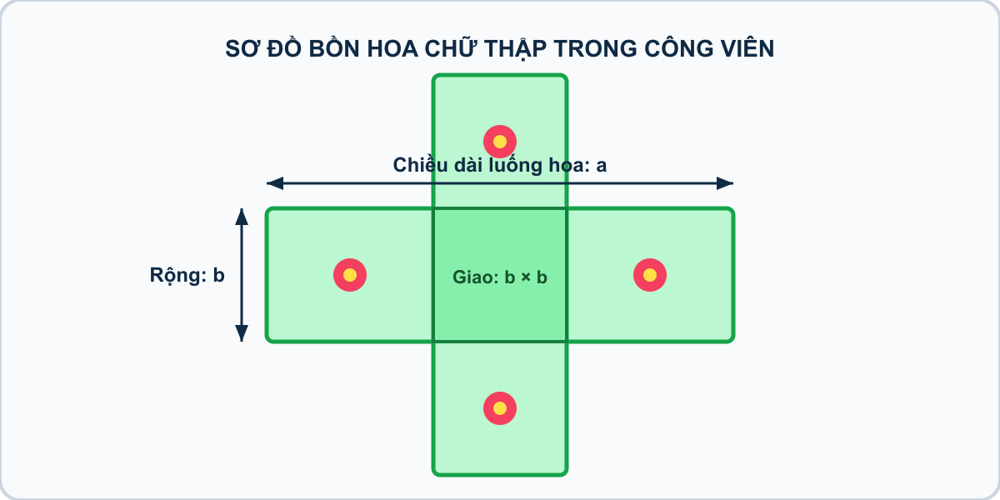 SƠ ĐỒ BỒN HOA CHỮ THẬP TRONG CÔNG VIÊN
Chiều dài luống hoa: a
Rộng: b
Giao: b × b